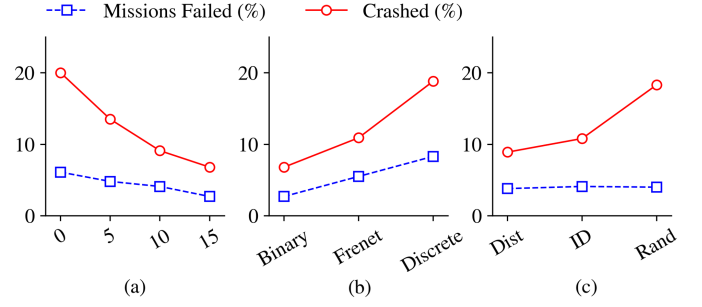 Missions Failed (%) Crashed (%)
20
10
0
0 5 10 15
(a)
20
10
0
Binary Frenet Discrete
(b)
20
10
0
Dist ID Rand
(c)